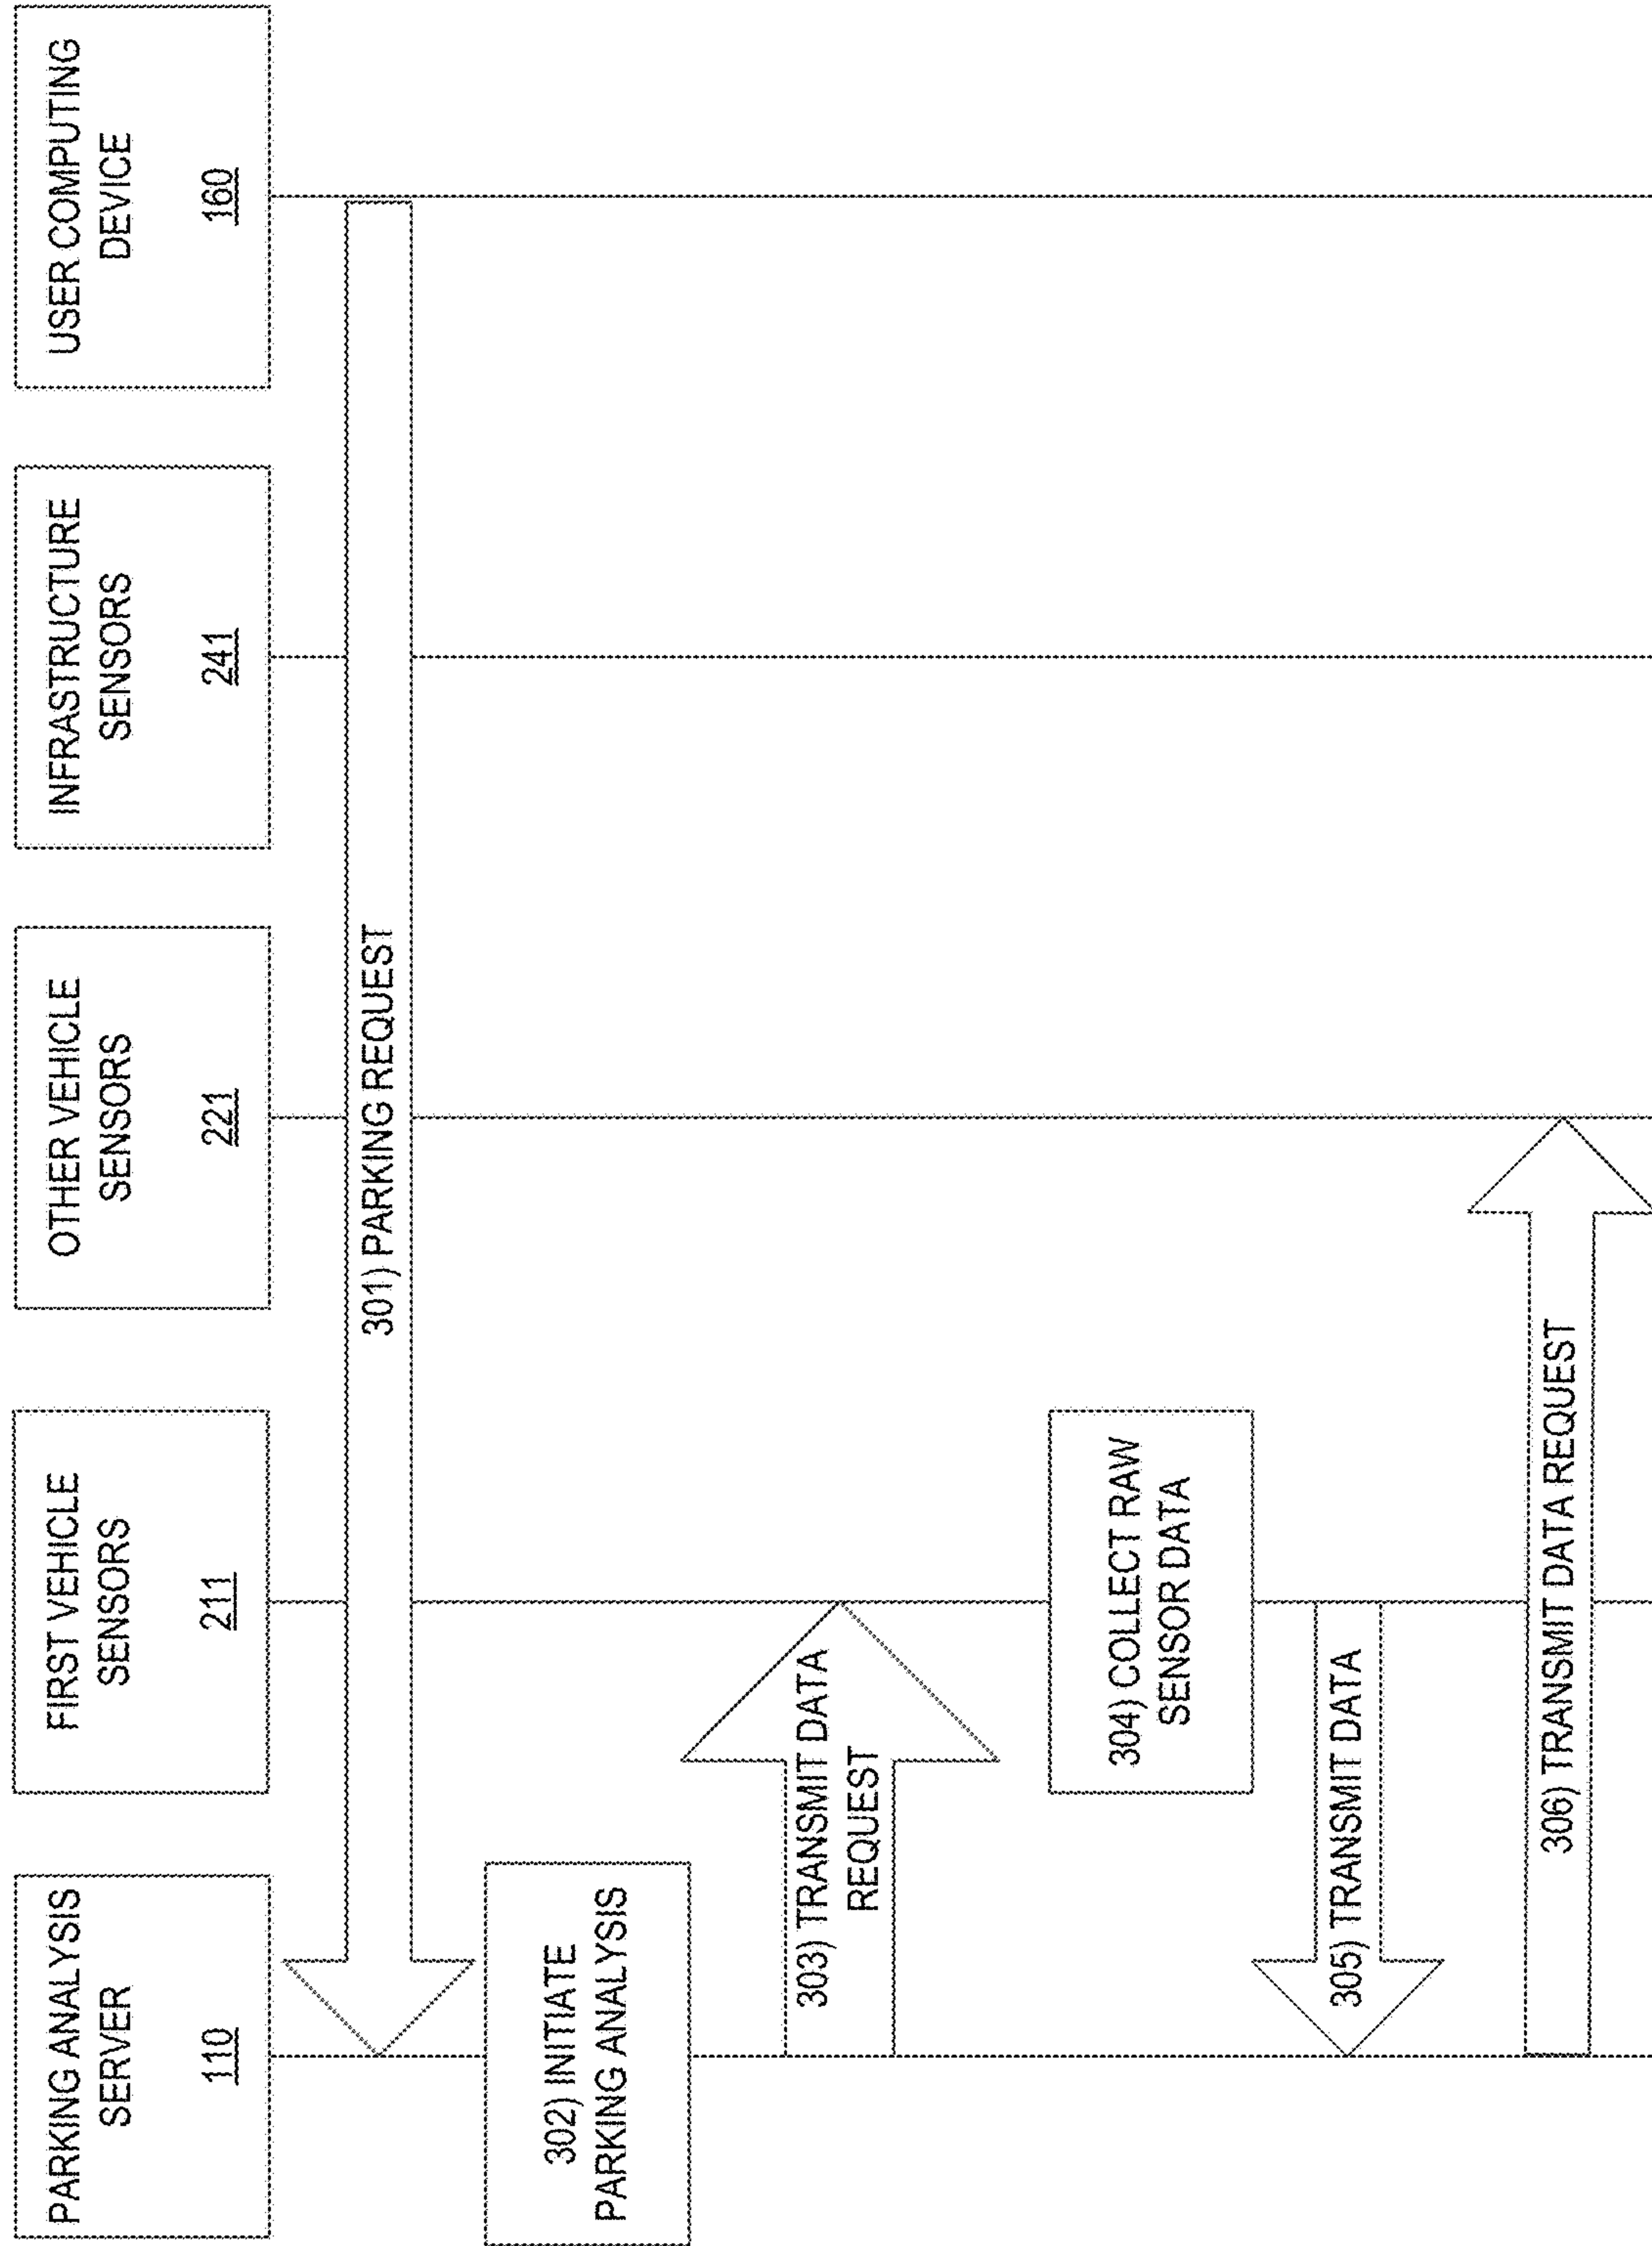 PARKING ANALYSIS
SERVER
110
FIRST VEHICLE
SENSORS
211
OTHER VEHICLE
SENSORS
221
INFRASTRUCTURE
SENSORS
241
USER COMPUTING
DEVICE
160
301) PARKING REQUEST
302) INITIATE
PARKING ANALYSIS
303) TRANSMIT DATA
REQUEST
304) COLLECT RAW
SENSOR DATA
305) TRANSMIT DATA
306) TRANSMIT DATA REQUEST